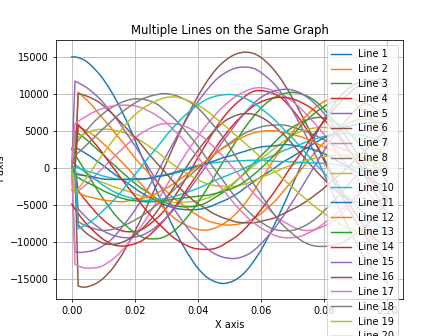 Multiple Lines on the Same Graph
15000
10000
5000
0
−5000
−10000
−15000
0.00
0.02
0.04
0.06
X axis
Line 1
Line 2
Line 3
Line 4
Line 5
Line 6
Line 7
Line 8
Line 9
Line 10
Line 11
Line 12
Line 13
Line 14
Line 15
Line 16
Line 17
Line 18
Line 19
Line 20